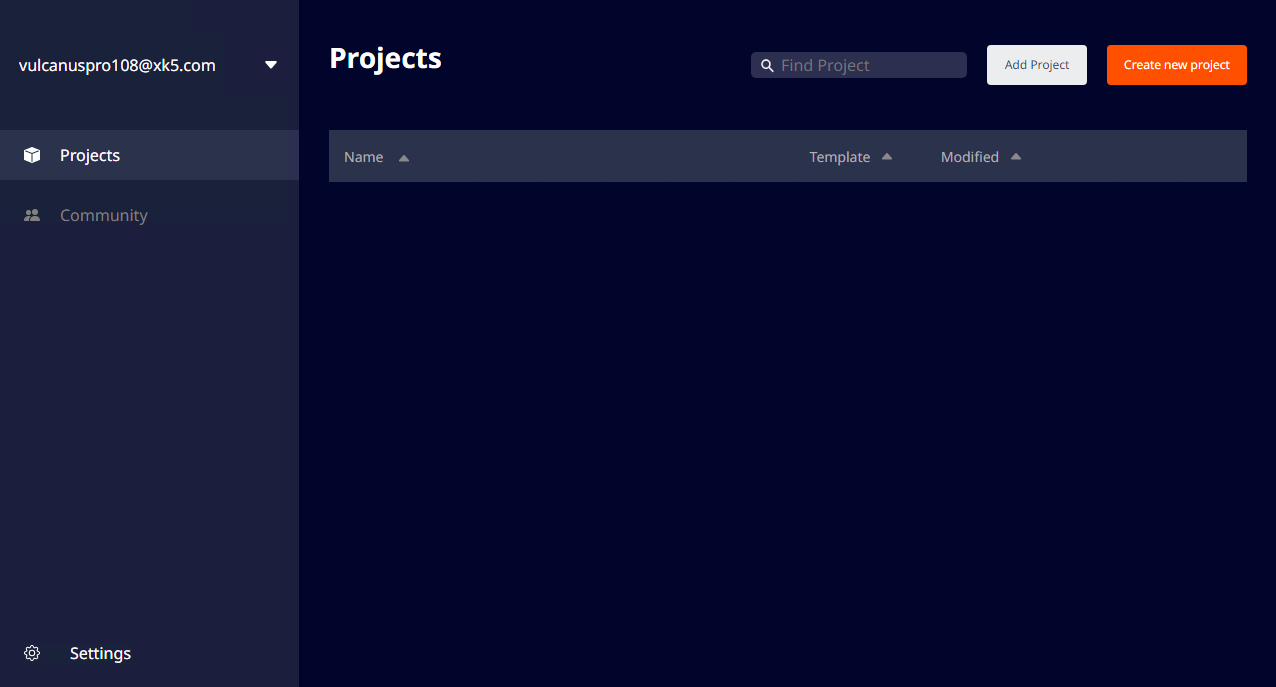 vulcanuspro108@xk5.com
Projects
Community
Settings
Projects
Find Project
Add Project
Create new project
Name
Template
Modified